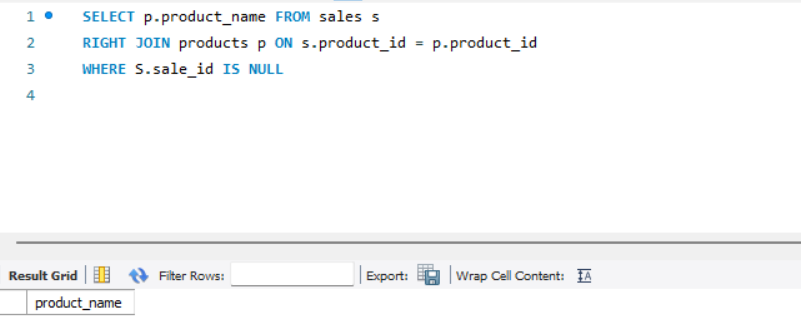 1 SELECT p.product_name FROM sales s
2 RIGHT JOIN products p ON s.product_id = p.product_id
3 WHERE S.sale_id IS NULL
4
Result Grid Filter Rows: Export: Wrap Cell Content: IA
product_name